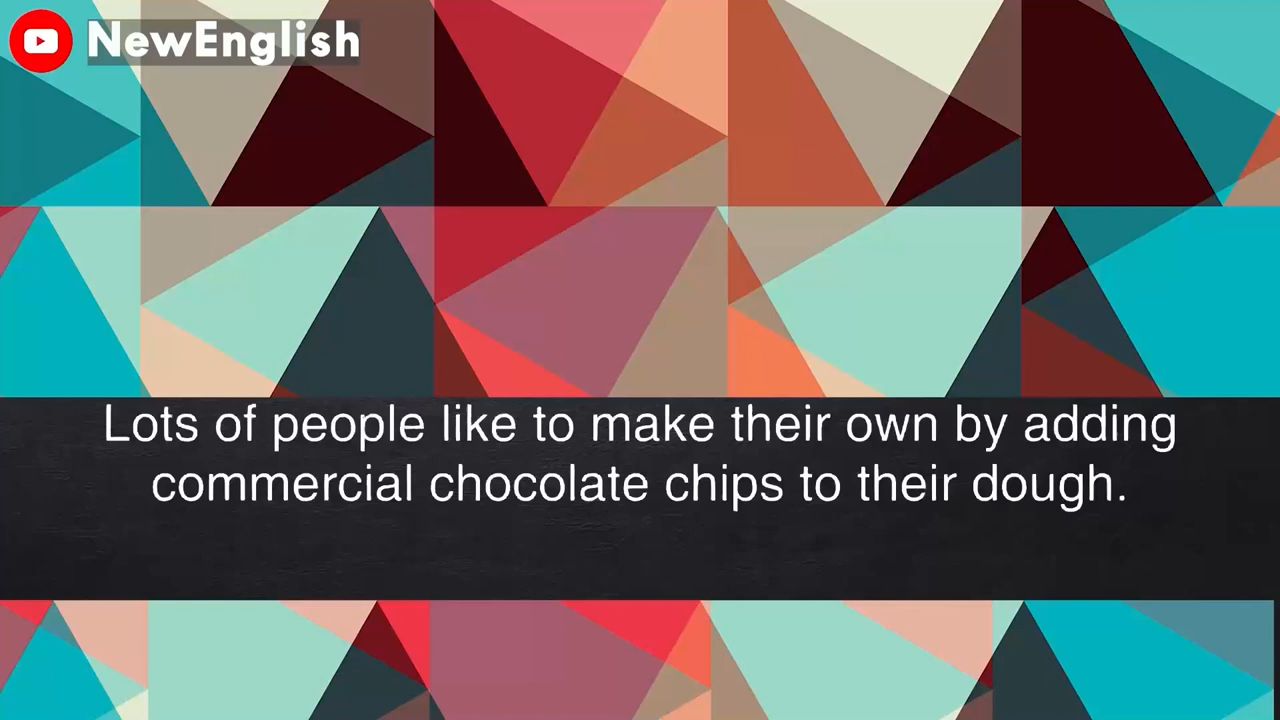 NewEnglish
Lots of people like to make their own by adding
commercial chocolate chips to their dough.